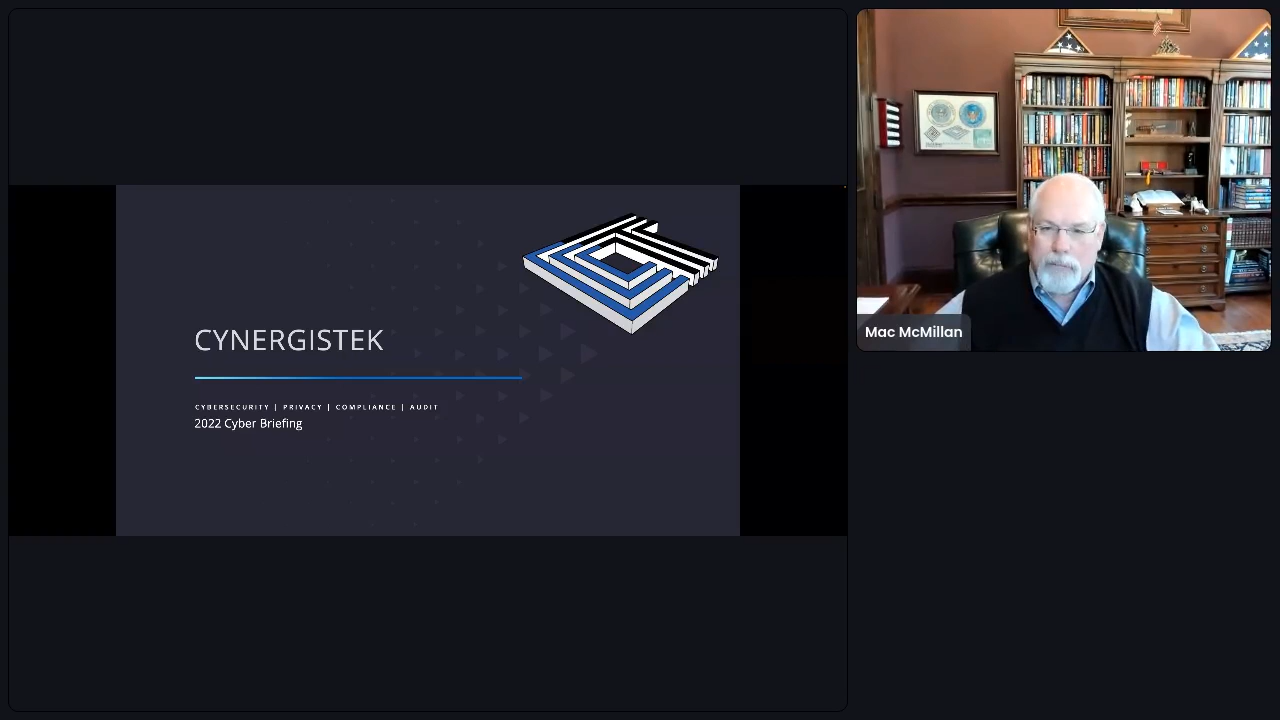 CYNERGISTEK
CYBERSECURITY | PRIVACY | COMPLIANCE | AUDIT
2022 Cyber Briefing
Mac McMillan